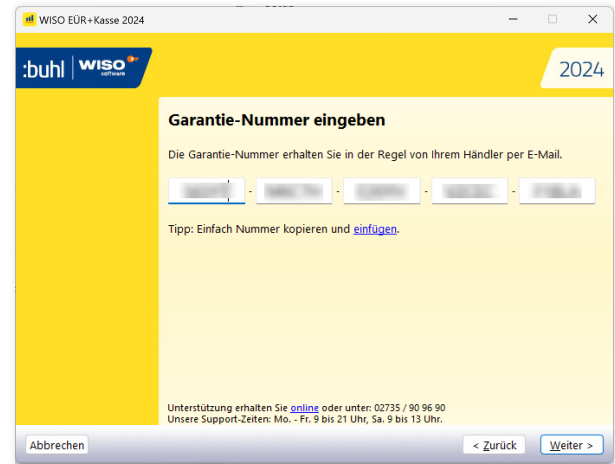 WISO EÜR+Kasse 2024
:buhl WISO software
2024
Garantie-Nummer eingeben
Die Garantie-Nummer erhalten Sie in der Regel von Ihrem Händler per E-Mail.
- - - -
Tipp: Einfach Nummer kopieren und einfügen.
Unterstützung erhalten Sie online oder unter: 02735 / 90 96 90
Unsere Support-Zeiten: Mo. - Fr. 9 bis 21 Uhr, Sa. 9 bis 13 Uhr.
Abbrechen
< Zurück
Weiter >